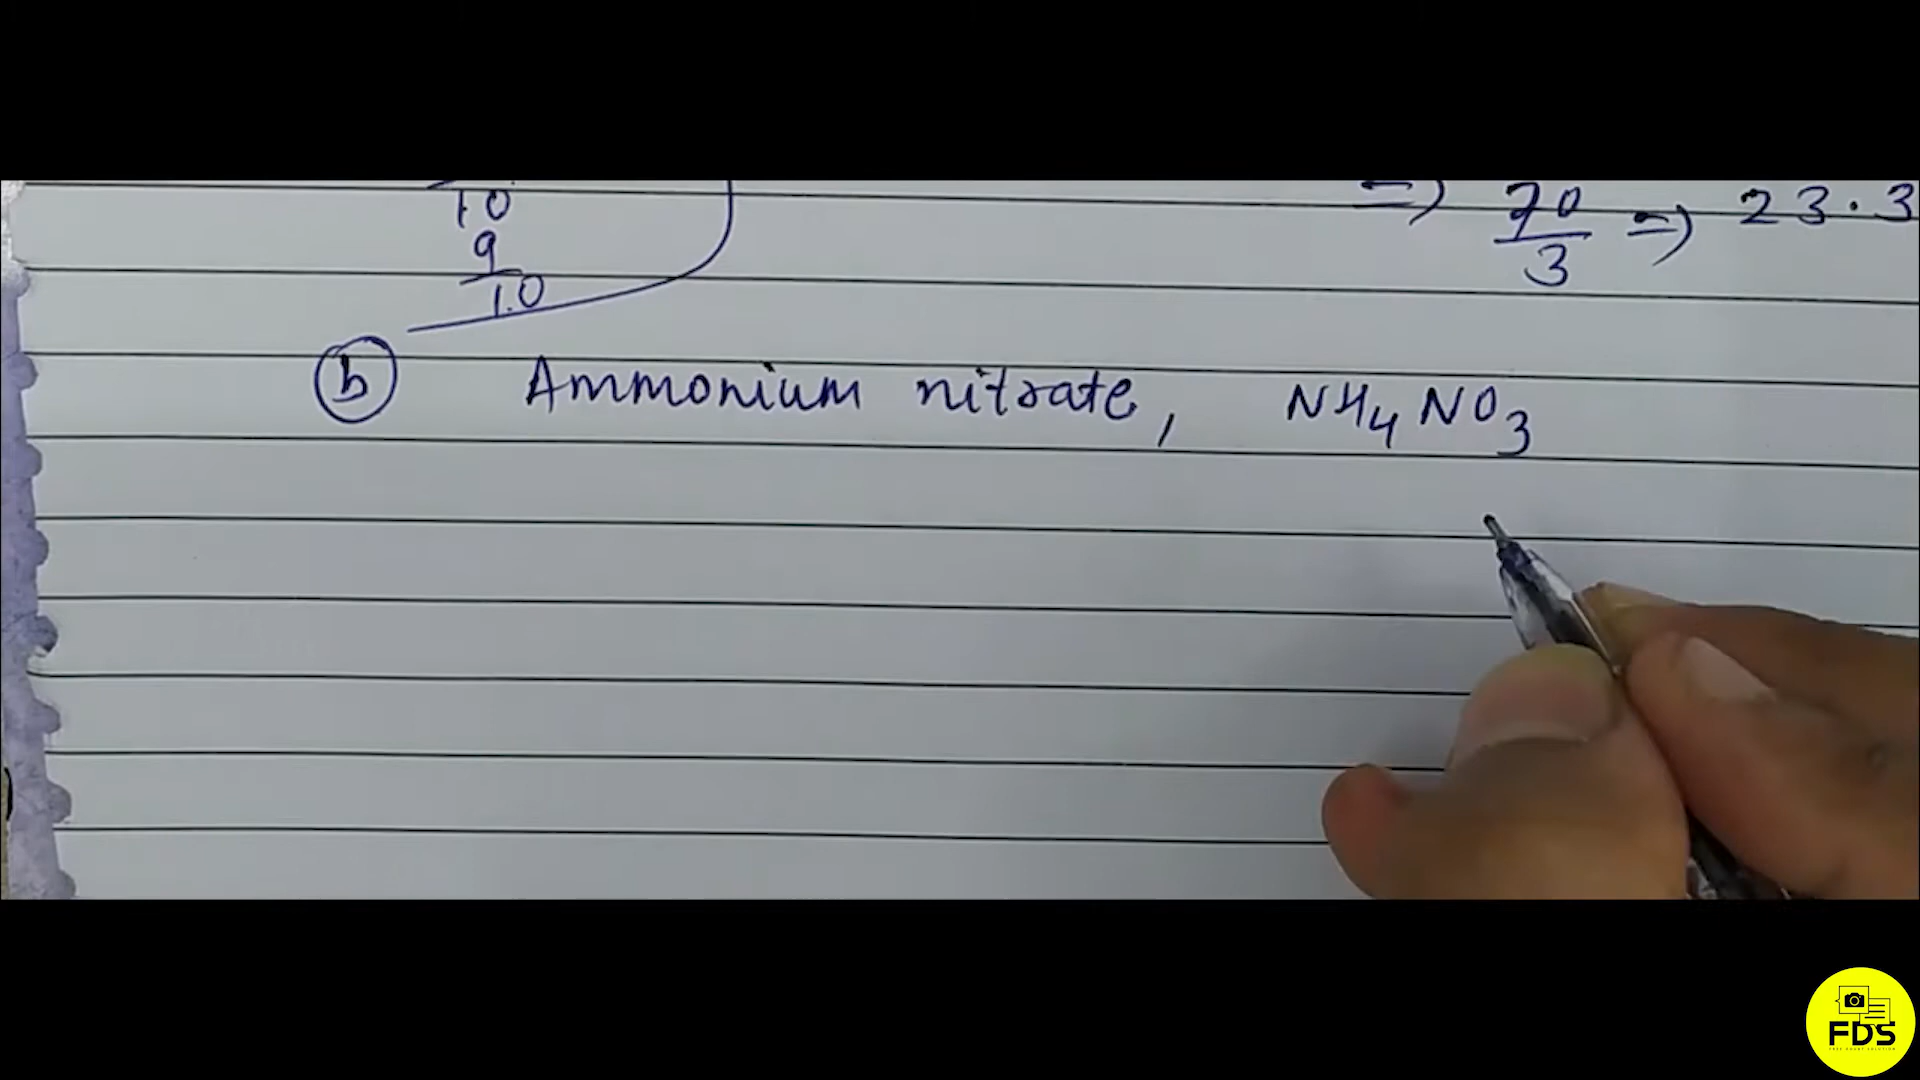 10
9
1.0
=) 70/3 =) 23.3
b Ammonium nitrate, NH4NO3
FDS